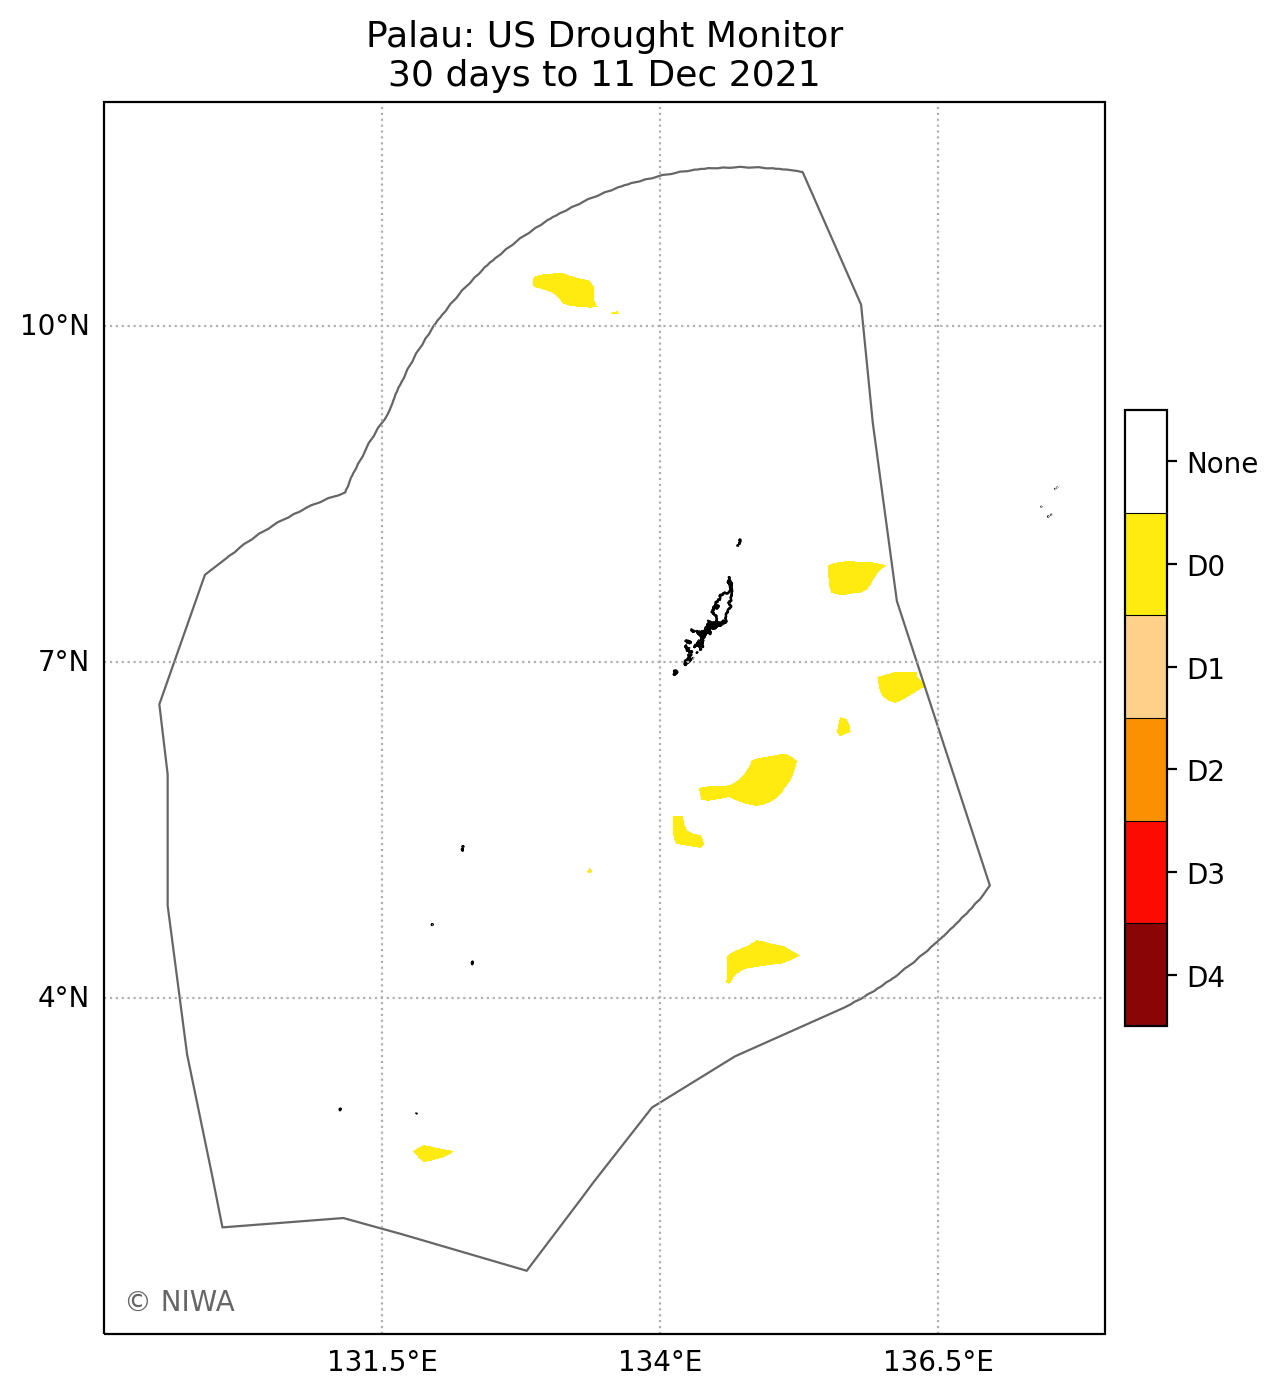 Palau: US Drought Monitor
30 days to 11 Dec 2021
10°N
7°N
4°N
131.5°E
134°E
136.5°E
None
D0
D1
D2
D3
D4
© NIWA